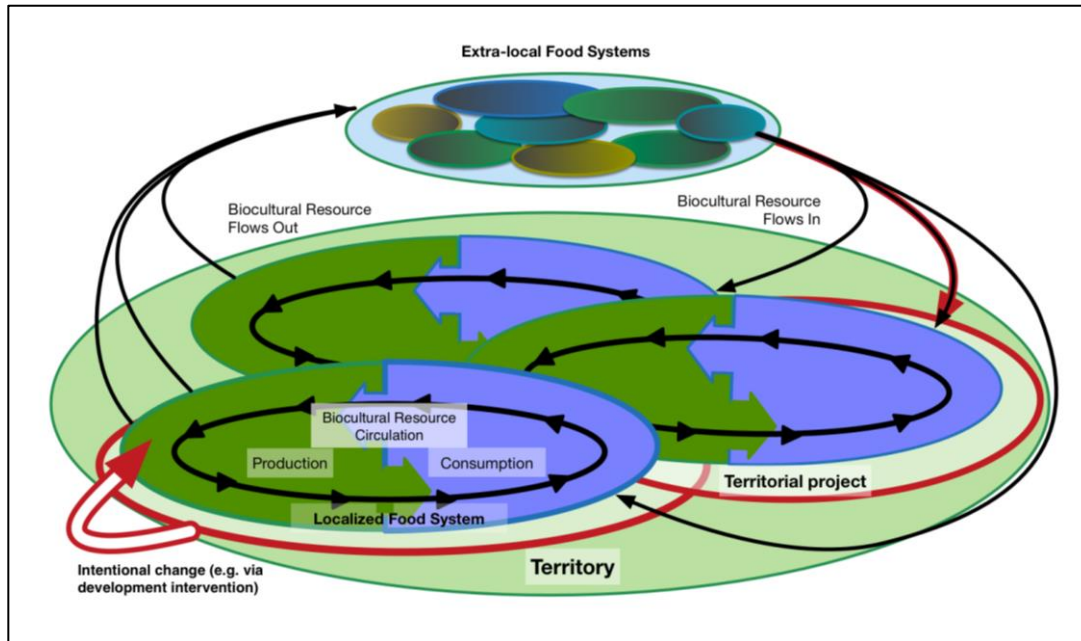 Extra-local Food Systems
Biocultural Resource
Flows Out
Biocultural Resource
Flows In
Biocultural Resource
Circulation
Production
Consumption
Localized Food System
Territorial project
Territory
Intentional change (e.g. via
development intervention)